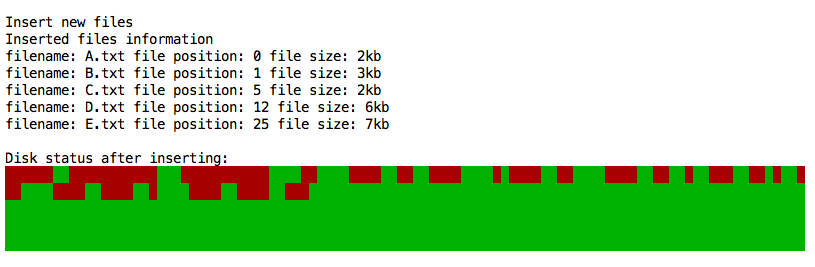 Insert new files
Inserted files information
filename: A.txt file position: 0 file size: 2kb
filename: B.txt file position: 1 file size: 3kb
filename: C.txt file position: 5 file size: 2kb
filename: D.txt file position: 12 file size: 6kb
filename: E.txt file position: 25 file size: 7kb
Disk status after inserting: